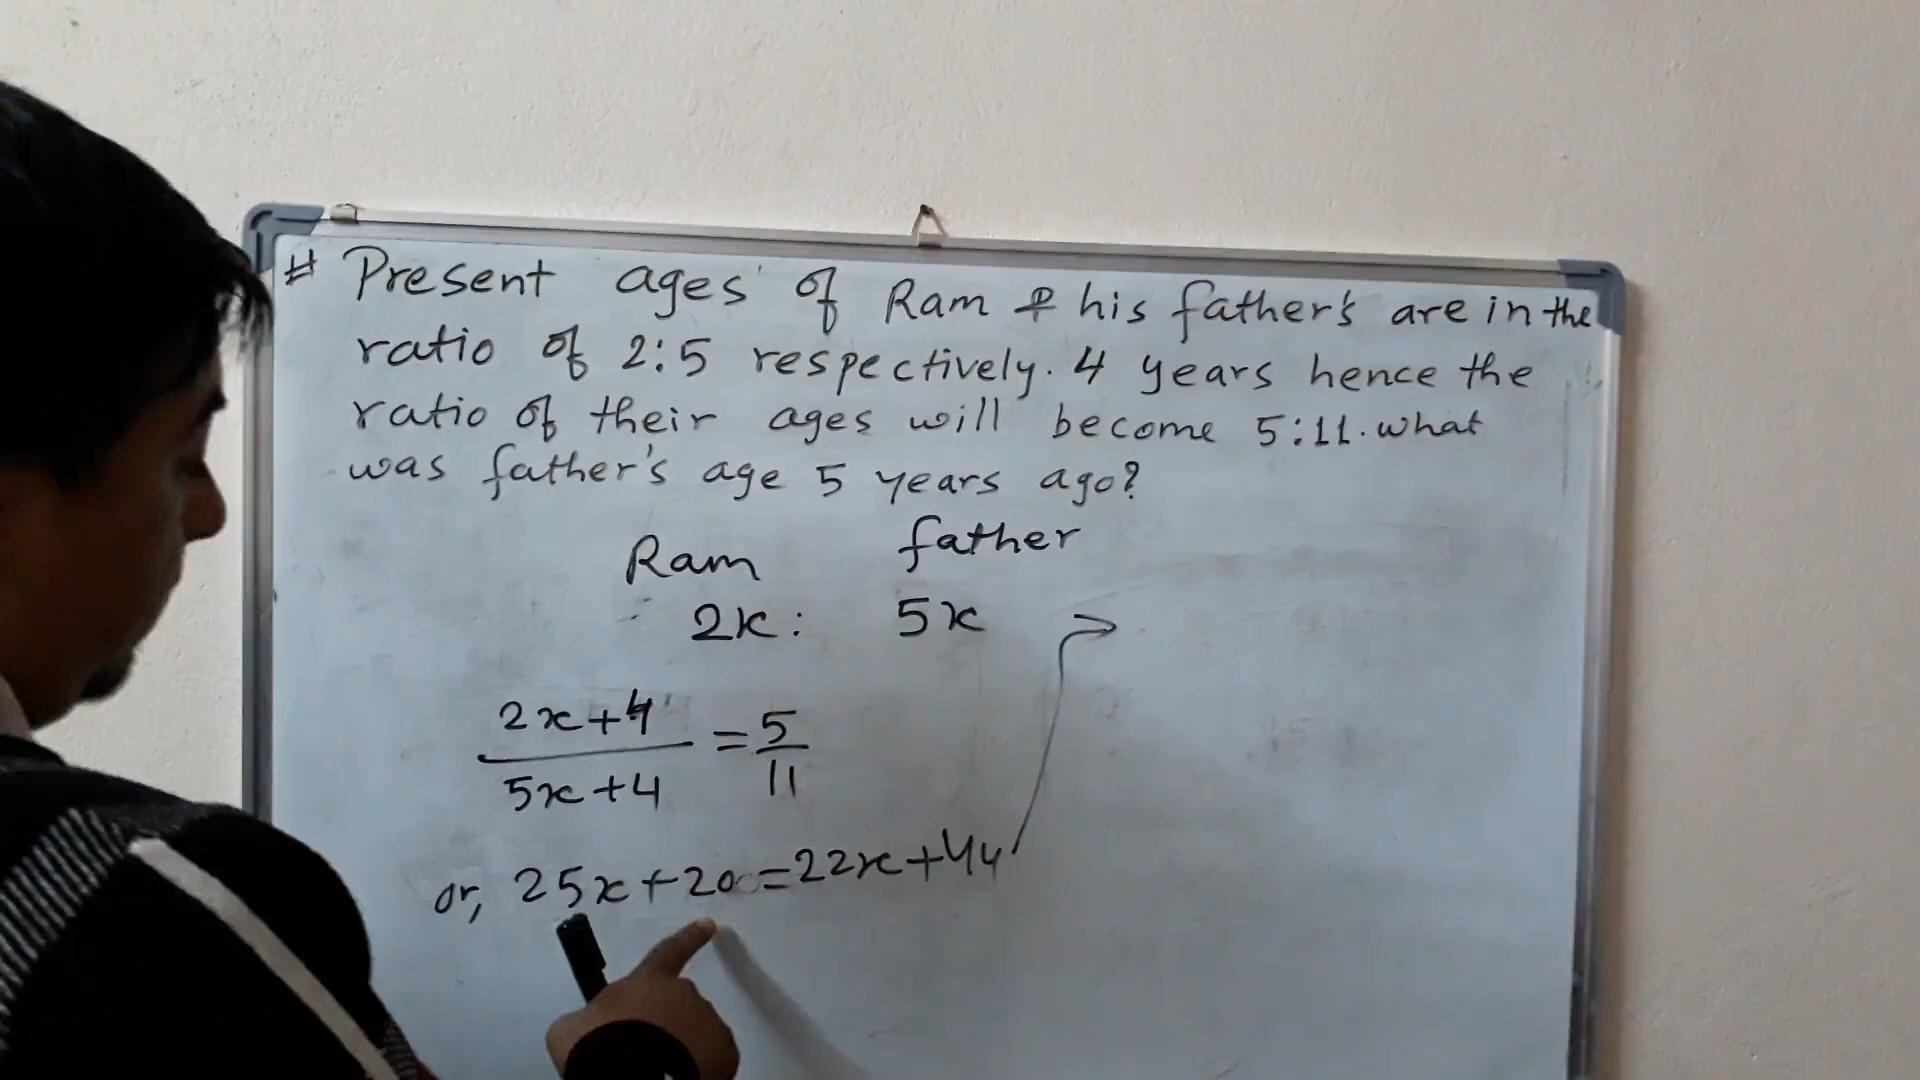 # Present ages of Ram & his father's are in the
ratio of 2:5 respectively. 4 years hence the
ratio of their ages will become 5:11. what
was father's age 5 years ago?
Ram father
2x: 5x
2x+4 / 5x+4 = 5 / 11
or, 25x+20=22x+44